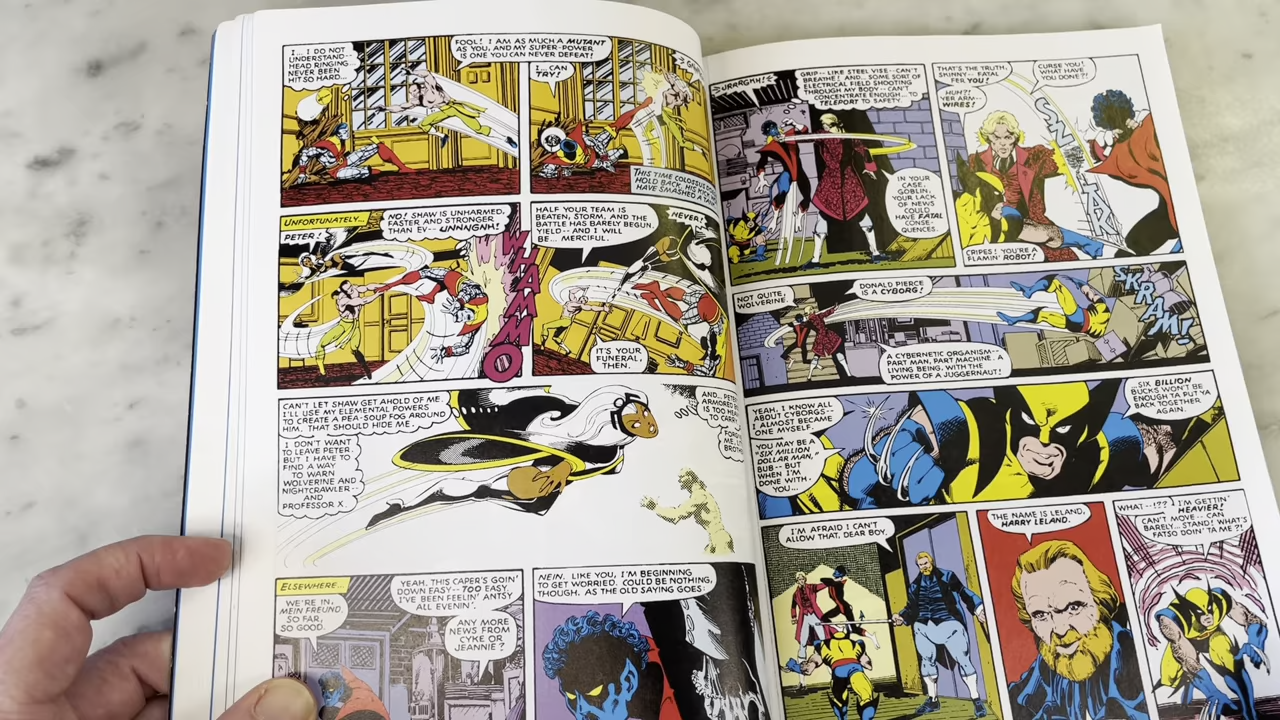 I... I DO NOT
UNDERSTAND--
HEAD RINGING.
NEVER BEEN
HIT SO HARD...
FOOL! I AM AS MUCH A MUTANT
AS YOU, AND MY SUPER-POWER
IS ONE YOU CAN NEVER DEFEAT!
I... CAN
TRY!
THIS TIME COLOSSUS
HOLD BACK. HIS KICK
HAVE SMASHED A
UNFORTUNATELY...
PETER!
NO! SHAW IS UNHARMED,
FASTER AND STRONGER
THAN EV--UNNNGNH!
WHAMMO
HALF YOUR TEAM IS
BEATEN, STORM, AND THE
BATTLE HAS BARELY BEGUN.
YIELD-- AND I WILL
BE... MERCIFUL.
NEVER!
IT'S YOUR
FUNERAL,
THEN.
CAN'T LET SHAW GET AHOLD OF ME.
I'LL USE MY ELEMENTAL POWERS
TO CREATE A PEA-SOUP FOG AROUND
HIM. THAT SHOULD HIDE ME.
I DON'T
WANT
TO LEAVE PETER,
BUT I HAVE TO
FIND A WAY
TO WARN
WOLVERINE AND
NIGHTCRAWLER--
AND
PROFESSOR X.
AND... PETER
ARMORED
IS TOO HEA
TO CARRY
ME,
BROTH
ELSEWHERE...
WE'RE IN,
MEIN FREUND.
SO FAR,
SO GOOD.
YEAH. THIS CAPER'S GOIN'
DOWN EASY-- TOO EASY.
I'VE BEEN FEELIN' ANTSY
ALL EVENIN'.
ANY MORE
NEWS FROM
CYKE OR
JEANNIE?
NEIN. LIKE YOU, I'M BEGINNING
TO GET WORRIED. COULD BE NOTHING,
THOUGH. AS THE OLD SAYING GOES:
URRRGKH!
GRIP-- LIKE STEEL VISE-- CAN'T
BREATHE! AND... SOME SORT OF
ELECTRICAL FIELD SHOOTING
THROUGH MY BODY-- CAN'T
CONCENTRATE ENOUGH... TO
TELEPORT TO SAFETY.
IN YOUR
CASE,
GOBLIN,
YOUR LACK
OF NEWS
COULD
HAVE FATAL
CONSE-
QUENCES.
THAT'S THE TRUTH,
SKINNY-- FATAL
FER YOU!
HUH?!
YER ARM--
WIRES!
CURSE YOU!
WHAT HAVE
YOU DONE?!
CRIPES! YOU'RE A
FLAMIN' ROBOT!
NOT QUITE,
WOLVERINE.
DONALD PIERCE
IS A CYBORG!
A CYBERNETIC ORGANISM--
PART MAN, PART MACHINE. A
LIVING BEING, WITH THE
POWER OF A JUGGERNAUT!
SKRAM!
YEAH, I KNOW ALL
ABOUT CYBORGS--
I ALMOST BECAME
ONE MYSELF.
YOU MAY BE A
"SIX MILLION
DOLLAR MAN,"
BUB-- BUT
WHEN I'M
DONE WITH
YOU...
...SIX BILLION
BUCKS WON'T BE
ENOUGH TA PUT YA
BACK TOGETHER
AGAIN.
I'M AFRAID I CAN'T
ALLOW THAT, DEAR BOY.
THE NAME IS LELAND,
HARRY LELAND.
WHAT--!??
I'M GETTIN'
HEAVIER!
CAN'T MOVE-- CAN
BARELY... STAND! WHAT'S
FATSO DOIN' TA ME?!